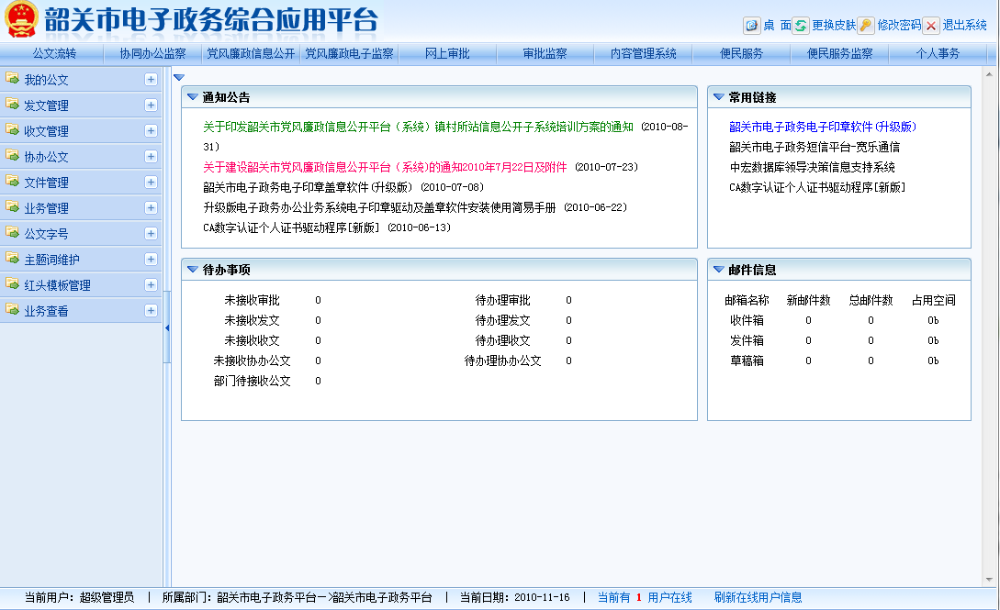 韶关市电子政务综合应用平台
桌 面 更换皮肤 修改密码 退出系统
公文流转 协同办公监察 党风廉政信息公开 党风廉政电子监察 网上审批 审批监察 内容管理系统 便民服务 便民服务监察 个人事务
我的公文
发文管理
收文管理
协办公文
文件管理
业务管理
公文字号
主题词维护
红头模板管理
业务查看
通知公告
关于印发韶关市党风廉政信息公开平台（系统）镇村所站信息公开子系统培训方案的通知 (2010-08-
31)
关于建设韶关市党风廉政信息公开平台（系统)的通知2010年7月22日及附件 (2010-07-23)
韶关市电子政务电子印章盖章软件(升级版) (2010-07-08)
升级版电子政务办公业务系统电子印章驱动及盖章软件安装使用简易手册 (2010-06-22)
CA数字认证个人证书驱动程序[新版] (2010-06-13)
常用链接
韶关市电子政务电子印章软件(升级版)
韶关市电子政务短信平台-宽乐通信
中宏数据库领导决策信息支持系统
CA数字认证个人证书驱动程序[新版]
待办事项
未接收审批 0 待办理审批 0
未接收发文 0 待办理发文 0
未接收收文 0 待办理收文 0
未接收协办公文 0 待办理协办公文 0
部门待接收公文 0
邮件信息
邮箱名称 新邮件数 总邮件数 占用空间
收件箱 0 0 0b
发件箱 0 0 0b
草稿箱 0 0 0b
当前用户：超级管理员 | 所属部门：韶关市电子政务平台—>韶关市电子政务平台 | 当前日期：2010-11-16 | 当前有 1 用户在线 刷新在线用户信息